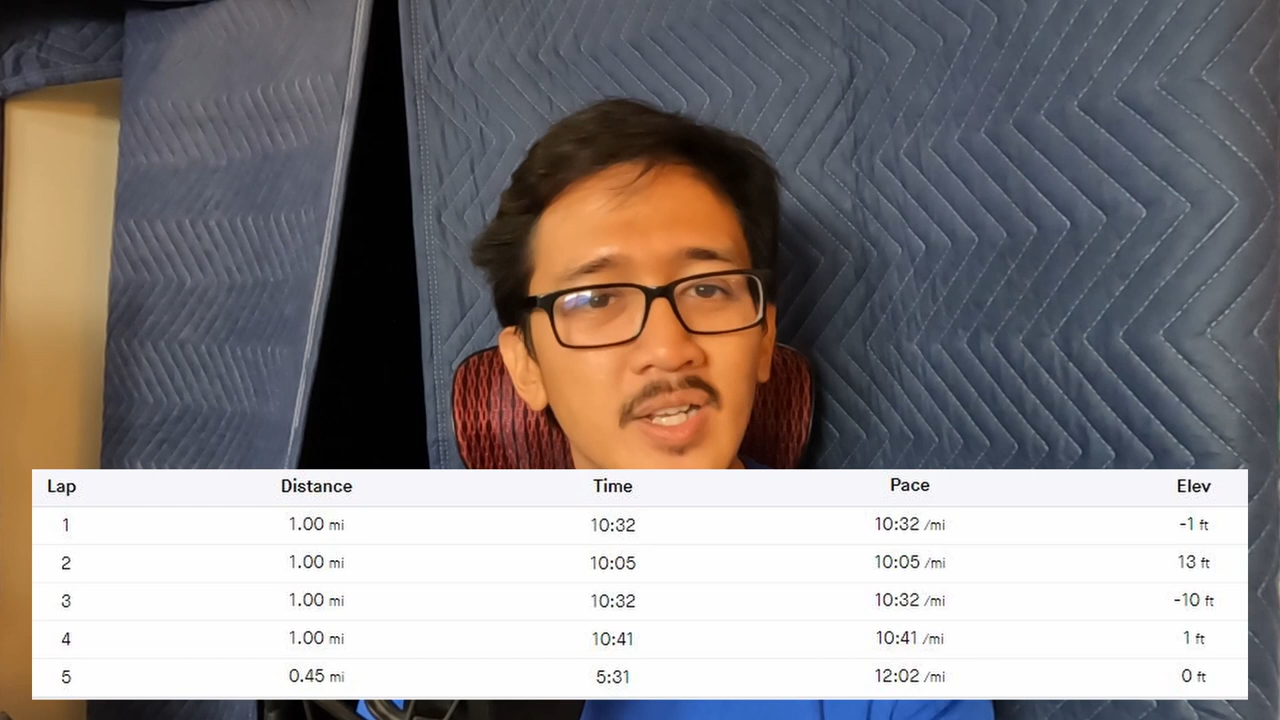 Lap Distance Time Pace Elev
1 1.00 mi 10:32 10:32 /mi -1 ft
2 1.00 mi 10:05 10:05 /mi 13 ft
3 1.00 mi 10:32 10:32 /mi -10 ft
4 1.00 mi 10:41 10:41 /mi 1 ft
5 0.45 mi 5:31 12:02 /mi 0 ft